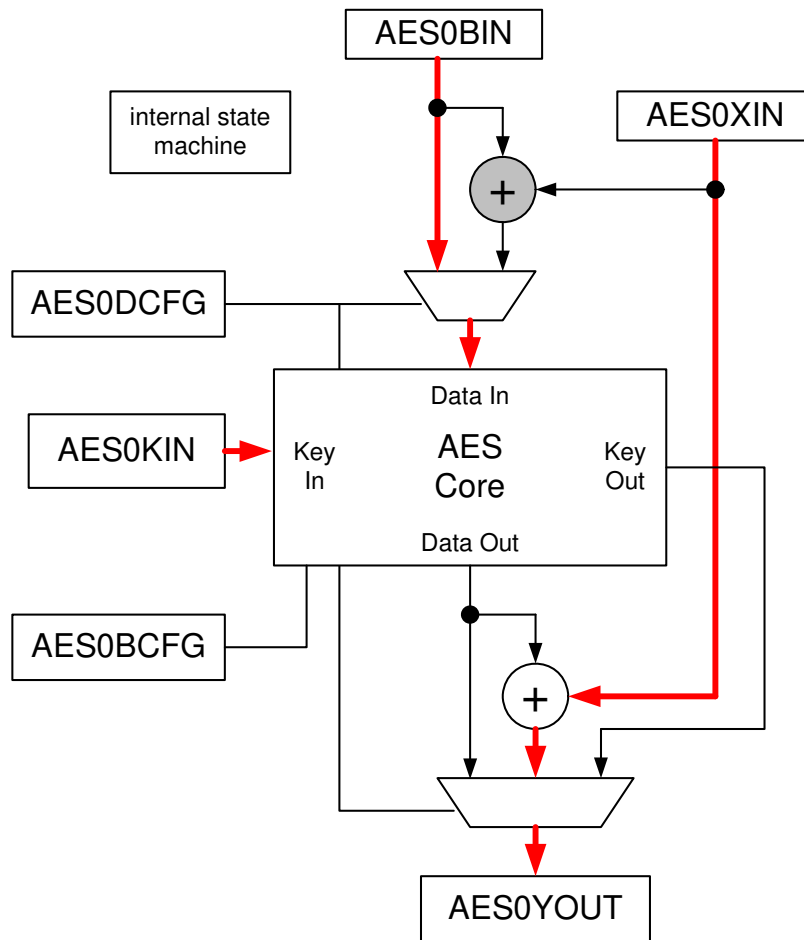 AES0BIN
internal state
machine
AES0XIN
+
AES0DCFG
Data In
AES0KIN
Key
In
AES
Core
Key
Out
Data Out
AES0BCFG
+
AES0YOUT